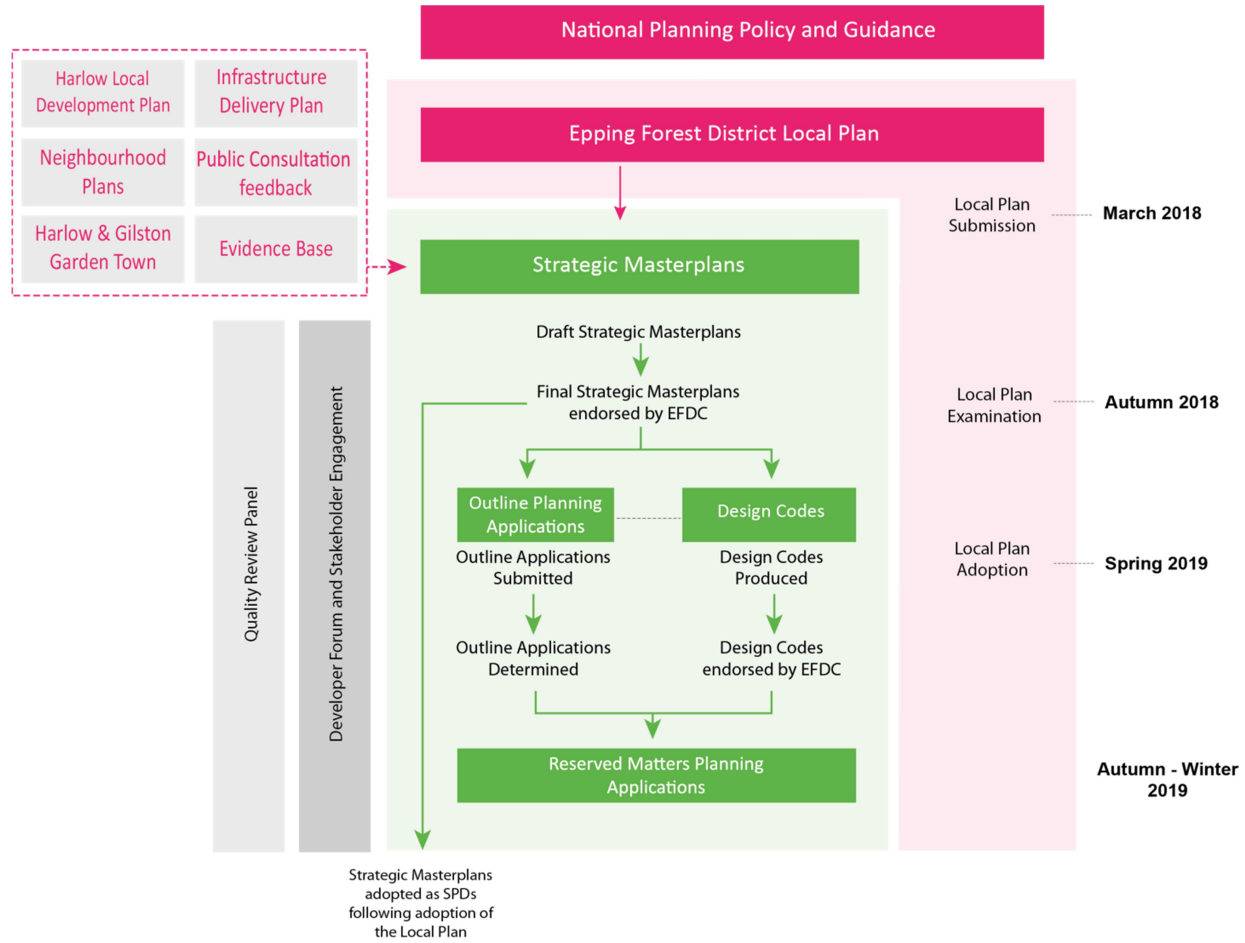 National Planning Policy and Guidance
Harlow Local
Development Plan
Infrastructure
Delivery Plan
Neighbourhood
Plans
Public Consultation
feedback
Harlow & Gilston
Garden Town
Evidence Base
Epping Forest District Local Plan
Local Plan
Submission
March 2018
Strategic Masterplans
Draft Strategic Masterplans
Final Strategic Masterplans
endorsed by EFDC
Local Plan
Examination
Autumn 2018
Quality Review Panel
Developer Forum and Stakeholder Engagement
Outline Planning
Applications
Design Codes
Outline Applications
Submitted
Design Codes
Produced
Local Plan
Adoption
Spring 2019
Outline Applications
Determined
Design Codes
endorsed by EFDC
Reserved Matters Planning
Applications
Autumn - Winter
2019
Strategic Masterplans
adopted as SPDs
following adoption of
the Local Plan